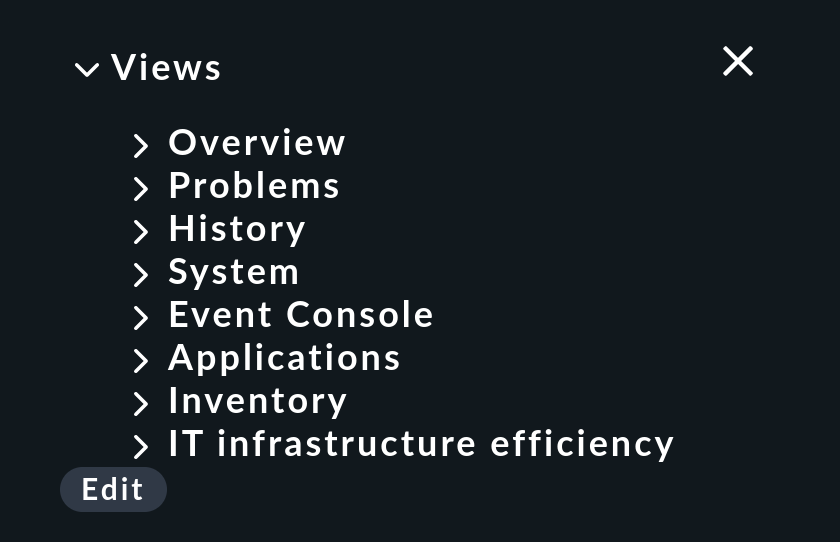 Views
Overview
Problems
History
System
Event Console
Applications
Inventory
IT infrastructure efficiency
Edit